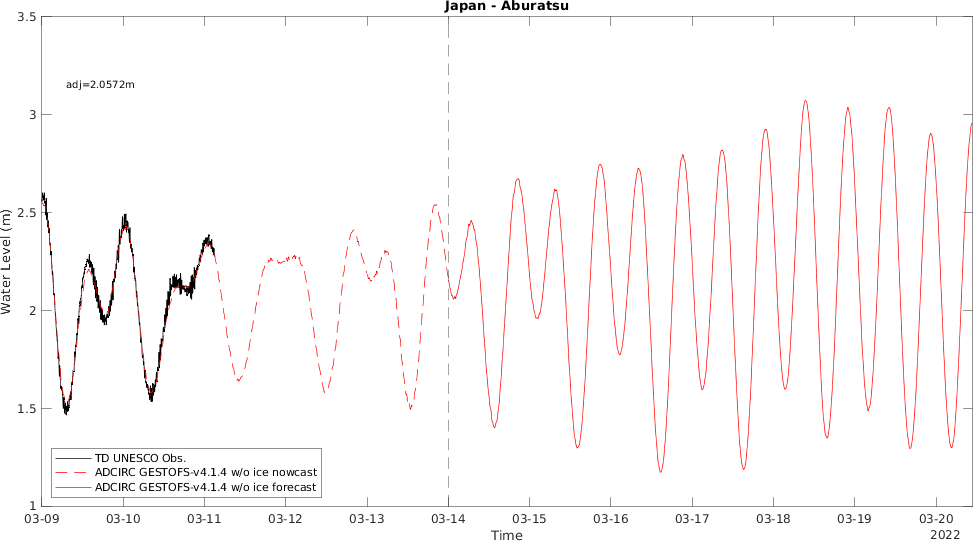 Japan - Aburatsu
3.5
adj=2.0572m
3
2.5
Water Level (m)
2
1.5
TD UNESCO Obs.
ADCIRC GESTOFS-v4.1.4 w/o ice nowcast
ADCIRC GESTOFS-v4.1.4 w/o ice forecast
1
03-09 03-10 03-11 03-12 03-13 03-14 03-15 03-16 03-17 03-18 03-19 03-20
Time 2022